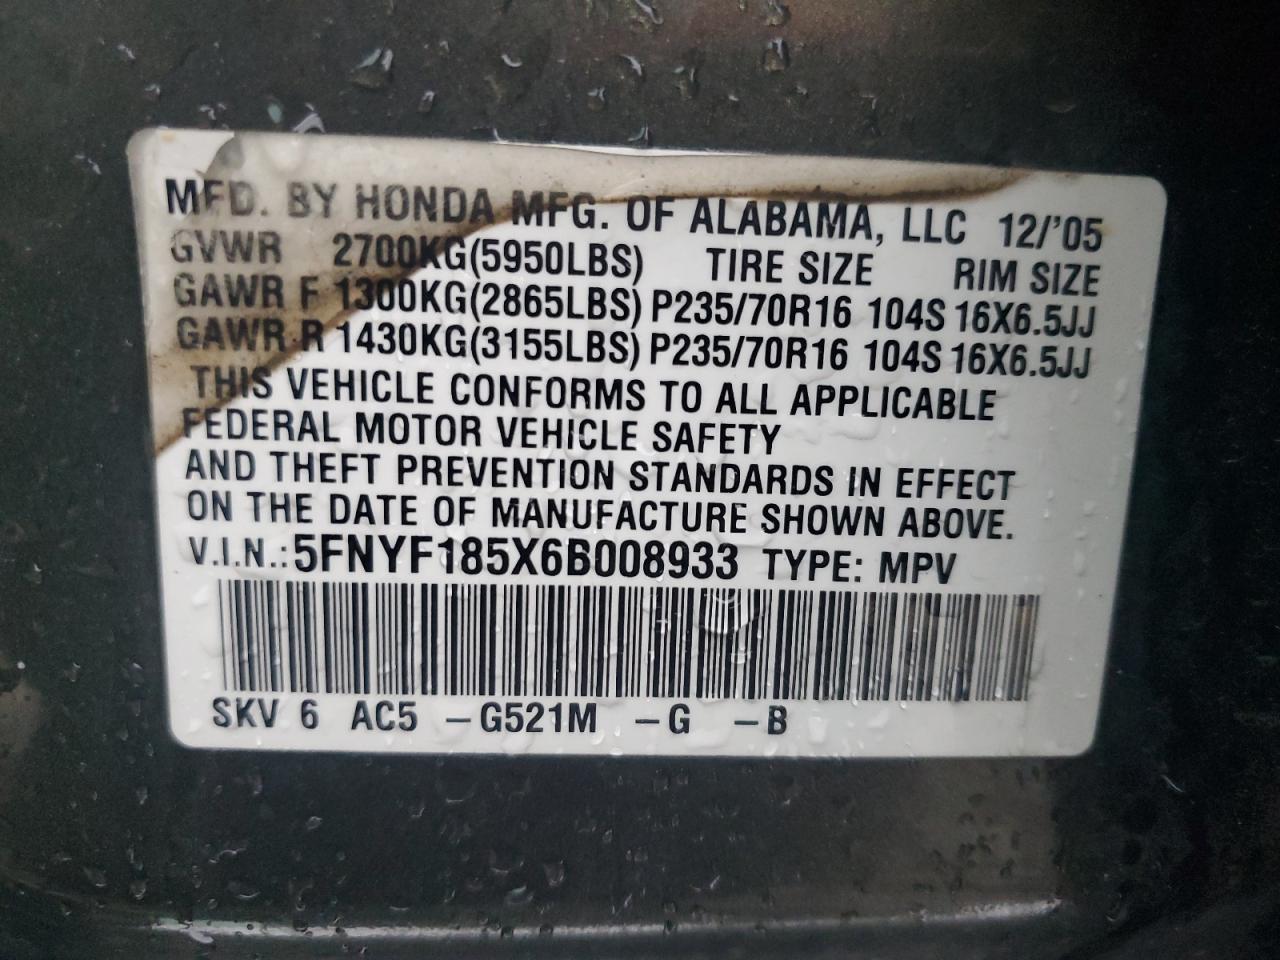 MFD. BY HONDA MFG. OF ALABAMA, LLC 12/'05
GVWR 2700KG(5950LBS) TIRE SIZE RIM SIZE
GAWR F 1300KG(2865LBS) P235/70R16 104S 16X6.5JJ
GAWR R 1430KG(3155LBS) P235/70R16 104S 16X6.5JJ
THIS VEHICLE CONFORMS TO ALL APPLICABLE
FEDERAL MOTOR VEHICLE SAFETY
AND THEFT PREVENTION STANDARDS IN EFFECT
ON THE DATE OF MANUFACTURE SHOWN ABOVE.
V.I.N.: 5FNYF185X6B008933 TYPE: MPV
SKV 6 AC5 –G521M –G –B